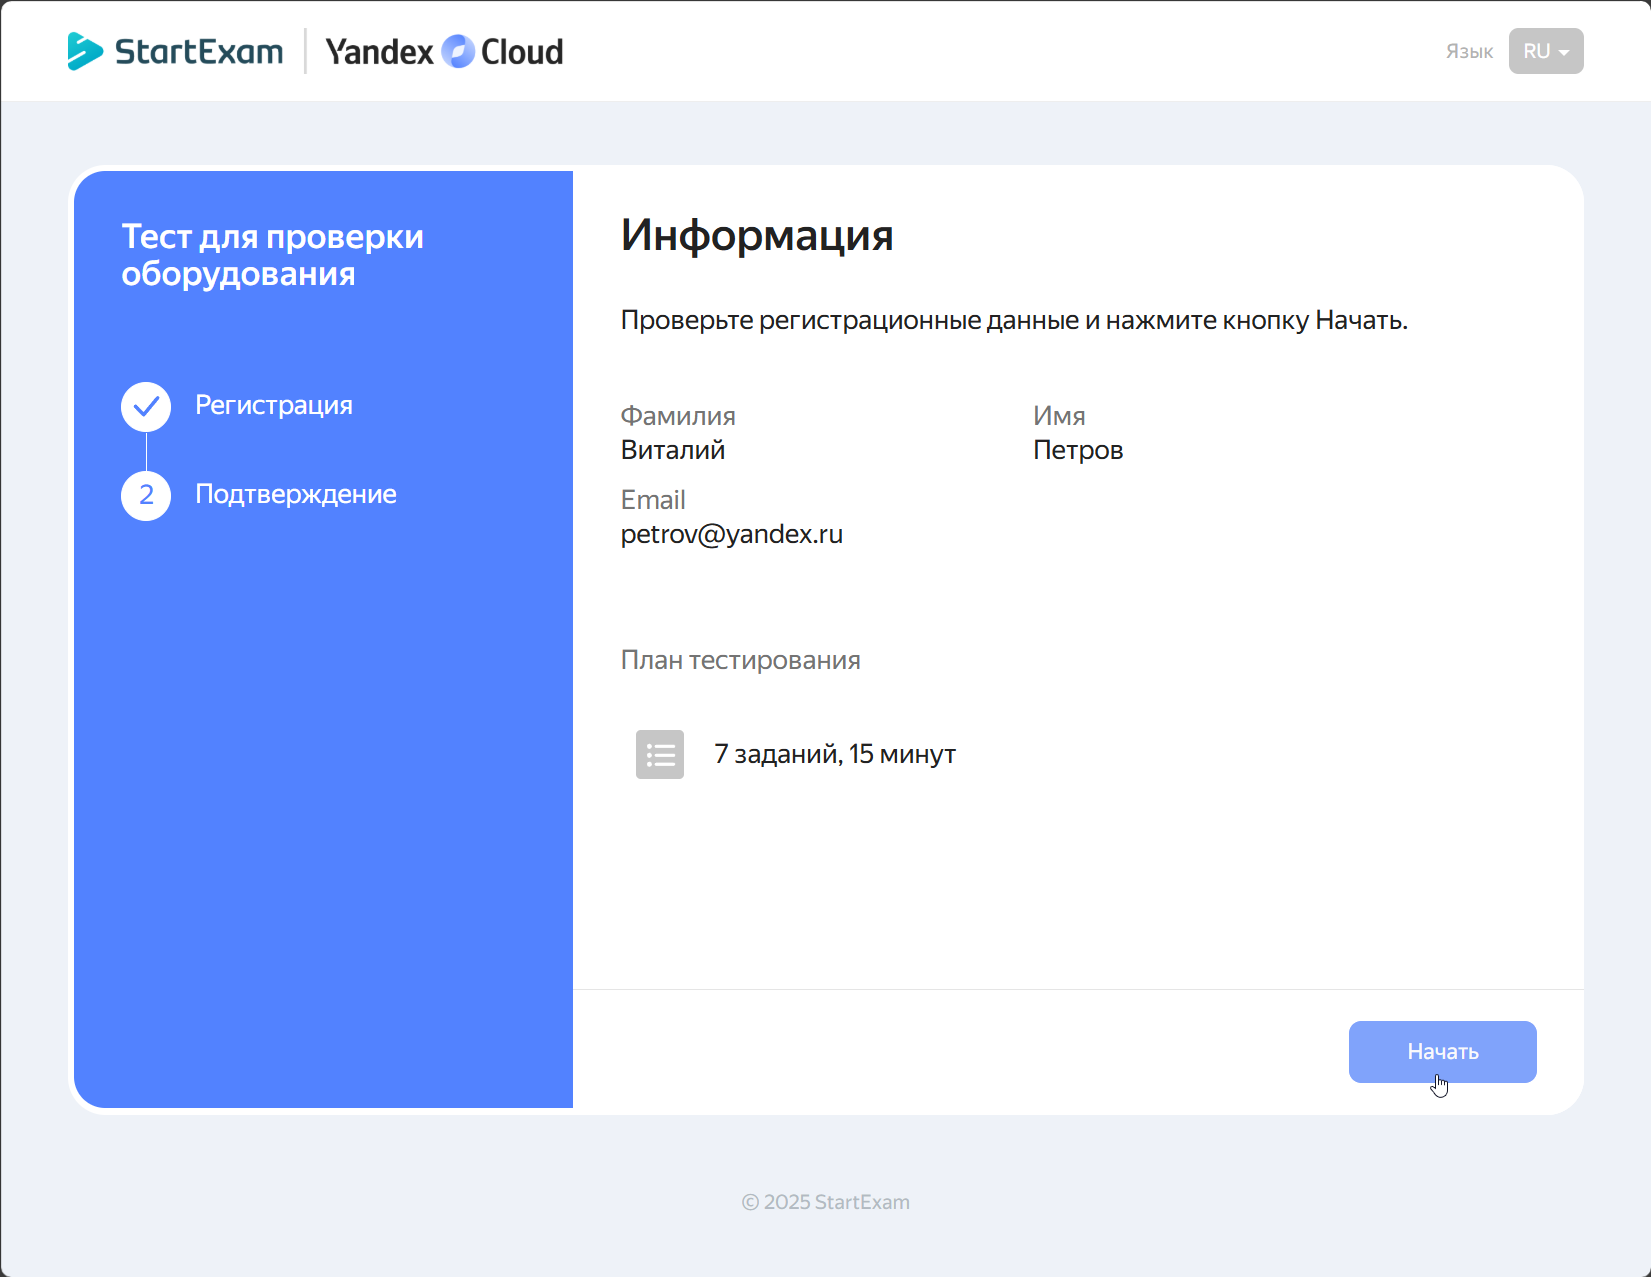 StartExam
Yandex Cloud
Язык
RU
Тест для проверки
оборудования
Регистрация
2
Подтверждение
Информация
Проверьте регистрационные данные и нажмите кнопку Начать.
Фамилия
Виталий
Имя
Петров
Email
petrov@yandex.ru
План тестирования
7 заданий, 15 минут
Начать
© 2025 StartExam